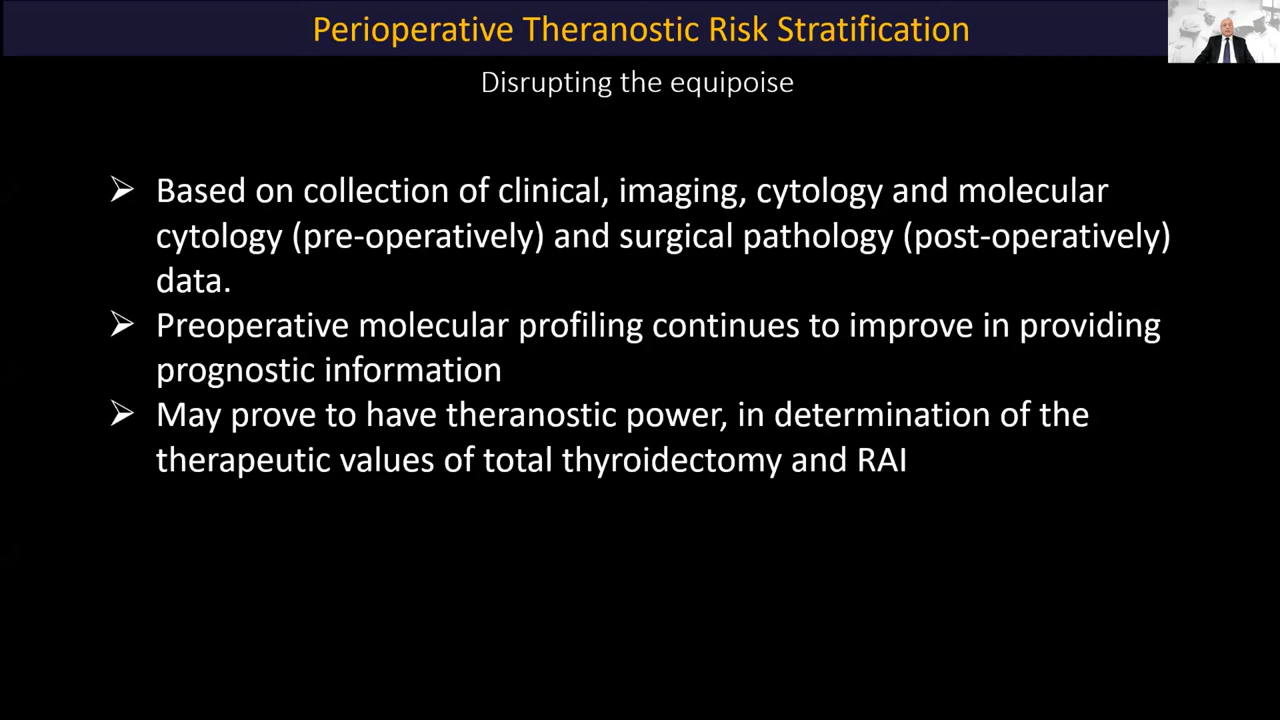 Perioperative Theranostic Risk Stratification
Disrupting the equipoise
➢ Based on collection of clinical, imaging, cytology and molecular
cytology (pre-operatively) and surgical pathology (post-operatively)
data.
➢ Preoperative molecular profiling continues to improve in providing
prognostic information
➢ May prove to have theranostic power, in determination of the
therapeutic values of total thyroidectomy and RAI